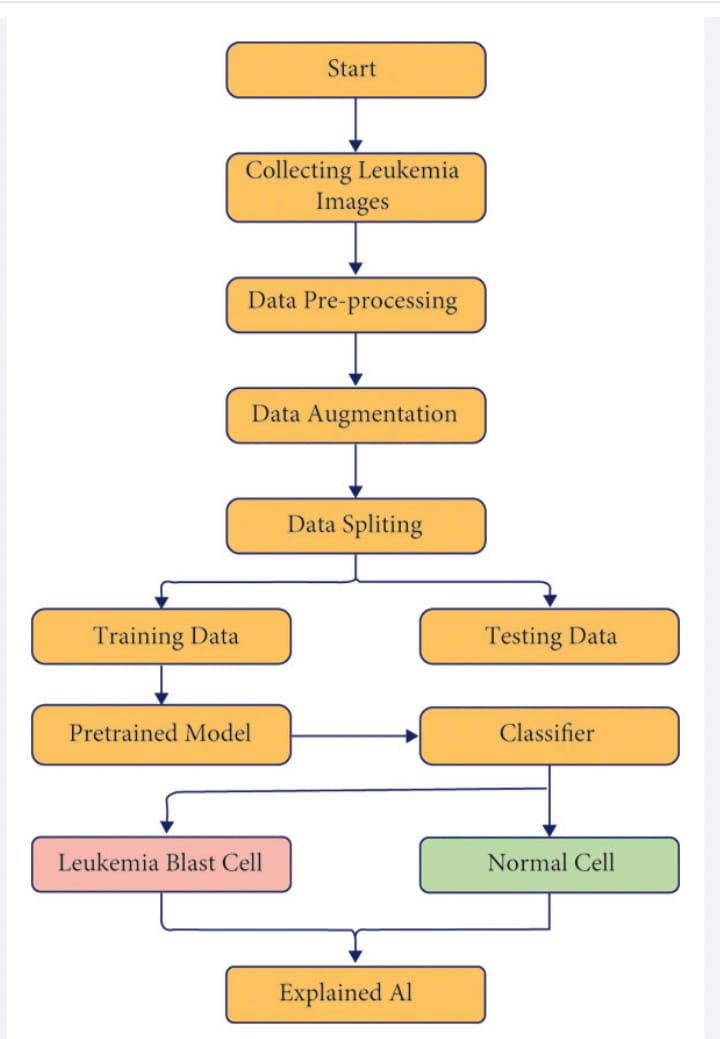 Start
Collecting Leukemia
Images
Data Pre-processing
Data Augmentation
Data Spliting
Training Data
Testing Data
Pretrained Model
Classifier
Leukemia Blast Cell
Normal Cell
Explained Al